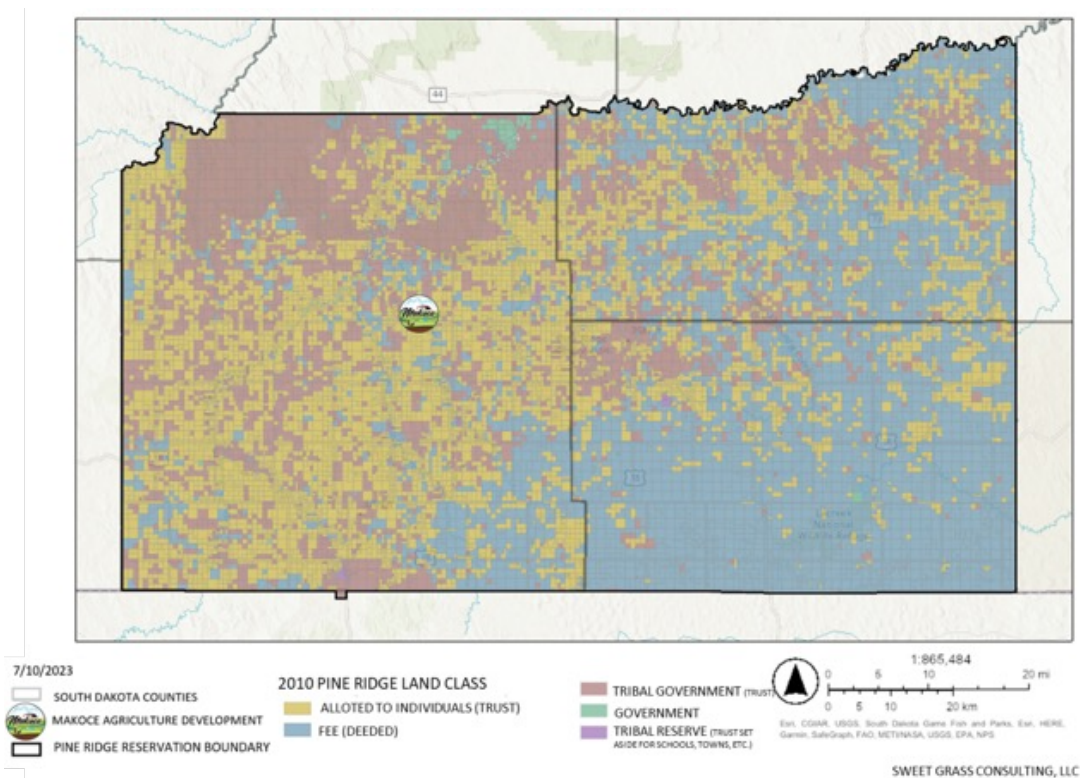 44
Makoce
7/10/2023
SOUTH DAKOTA COUNTIES
Makoce
MAKOCE AGRICULTURE DEVELOPMENT
PINE RIDGE RESERVATION BOUNDARY
2010 PINE RIDGE LAND CLASS
ALLOTED TO INDIVIDUALS (TRUST)
FEE (DEEDED)
TRIBAL GOVERNMENT (TRUST)
GOVERNMENT
TRIBAL RESERVE (TRUST SET
ASIDE FOR SCHOOLS, TOWNS, ETC.)
1:865,484
0 5 10 20 mi
0 5 10 20 km
Esri, CGIAR, USGS, South Dakota Game Fish and Parks, Esri, HERE,
Garmin, SafeGraph, FAO, METI/NASA, USGS, EPA, NPS
SWEET GRASS CONSULTING, LLC